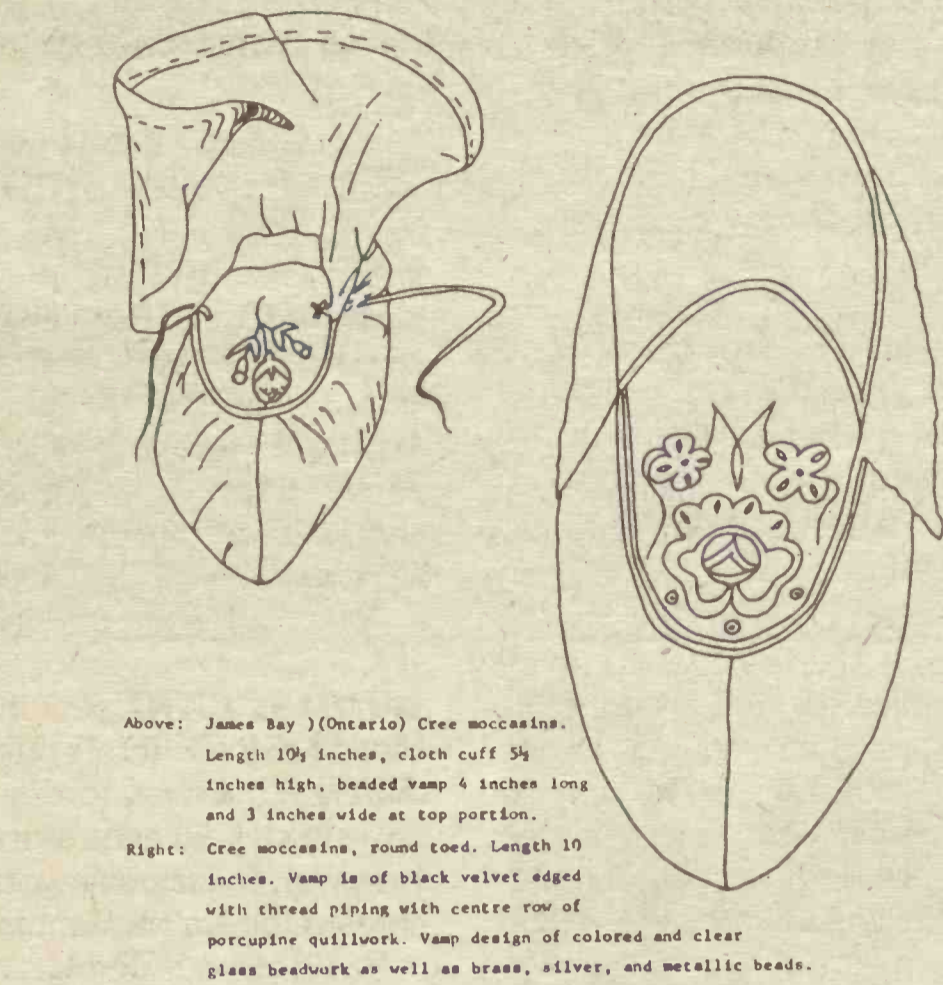 Above: James Bay )(Ontario) Cree moccasins.
Length 10½ inches, cloth cuff 5½
inches high, beaded vamp 4 inches long
and 3 inches wide at top portion.
Right: Cree moccasins, round toed. Length 10
inches. Vamp is of black velvet edged
with thread piping with centre row of
porcupine quillwork. Vamp design of colored and clear
glass beadwork as well as brass, silver, and metallic beads.